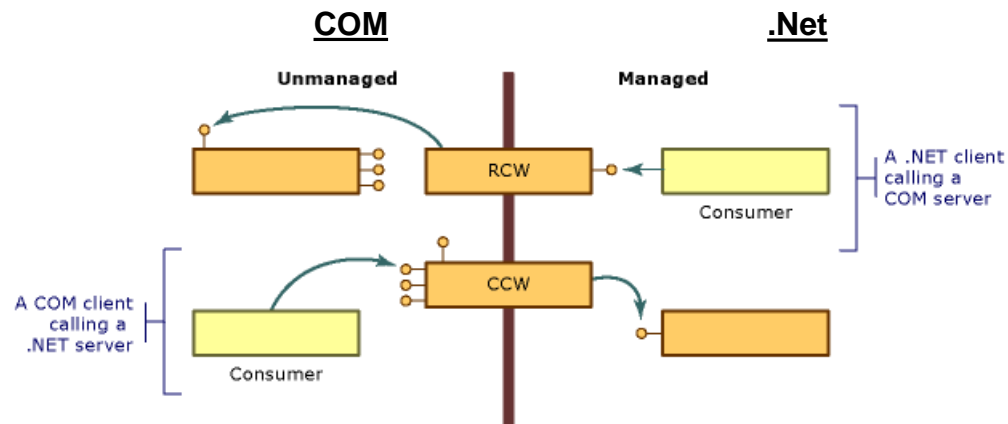 COM
.Net
Unmanaged
Managed
RCW
Consumer
A .NET client
calling a
COM server
CCW
A COM client
calling a
.NET server
Consumer